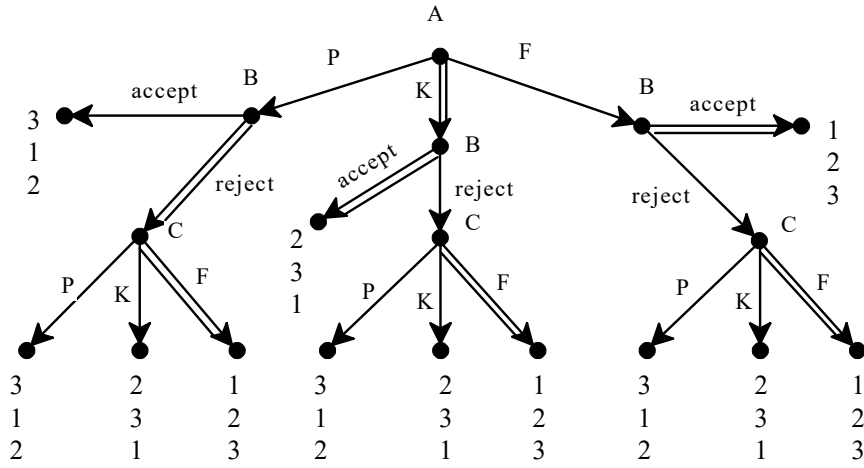 A
P
F
B
K
B
accept
accept
3
1
2
reject
accept
B
reject
2
3
1
1
2
3
reject
C
C
C
P
K
F
P
K
F
P
K
F
3 2 1 3 2 1 3 2 1
1 3 2 1 3 2 1 3 2
2 1 3 2 1 3 2 1 3